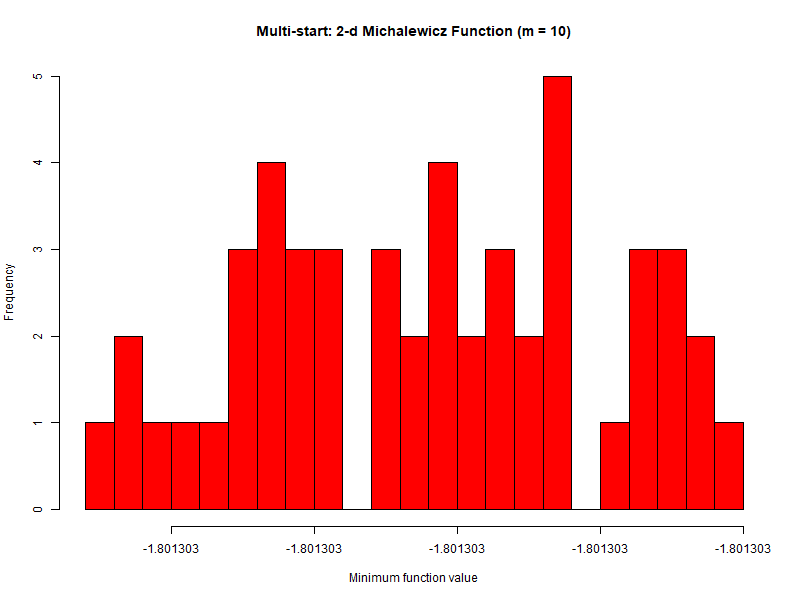 Multi-start: 2-d Michalewicz Function (m = 10)
5
4
3
2
1
0
Frequency
-1.801303 -1.801303 -1.801303 -1.801303 -1.801303
Minimum function value